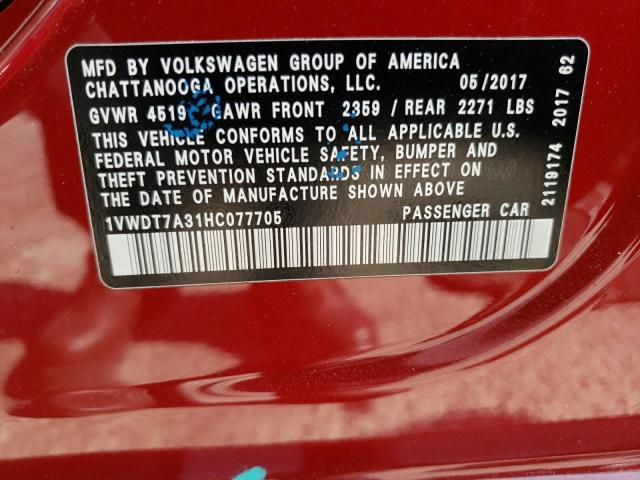 MFD BY VOLKSWAGEN GROUP OF AMERICA
CHATTANOOGA OPERATIONS, LLC. 05/2017
GVWR 4519 GAWR FRONT 2359 / REAR 2271 LBS
THIS VEHICLE CONFORMS TO ALL APPLICABLE U.S.
FEDERAL MOTOR VEHICLE SAFETY, BUMPER AND
THEFT PREVENTION STANDARDS IN EFFECT ON
THE DATE OF MANUFACTURE SHOWN ABOVE
1VWDT7A31HC077705 PASSENGER CAR
2119174 2017 62